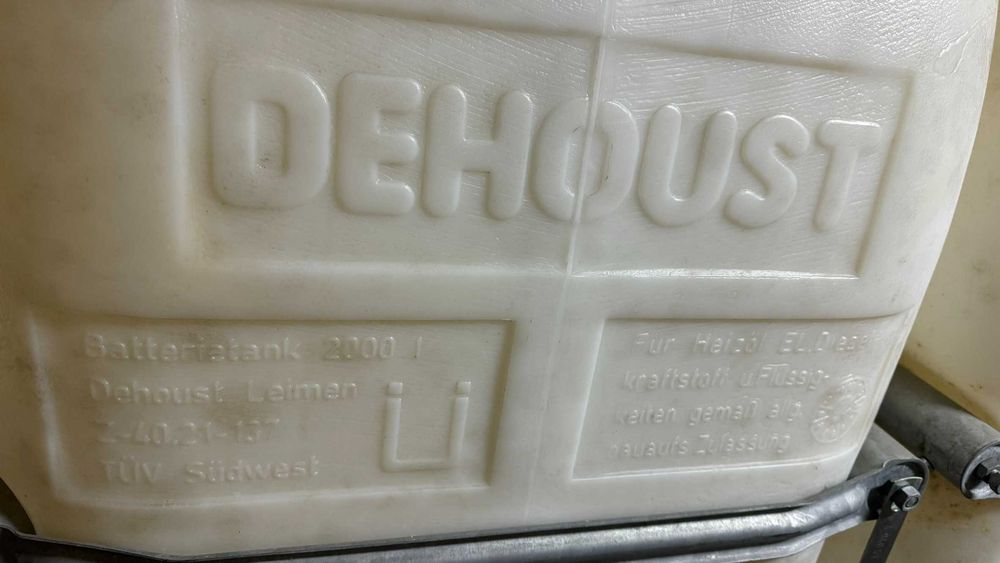 DEHOUST
Batterietank 2000 l
Dehoust Leimen
Z-40.21-137
TÜV Südwest
Ü
Für Heizöl EL, Diesel
kraftstoff u. Flüssig-
keiten gemäß alg.
bauaufs Zulassung